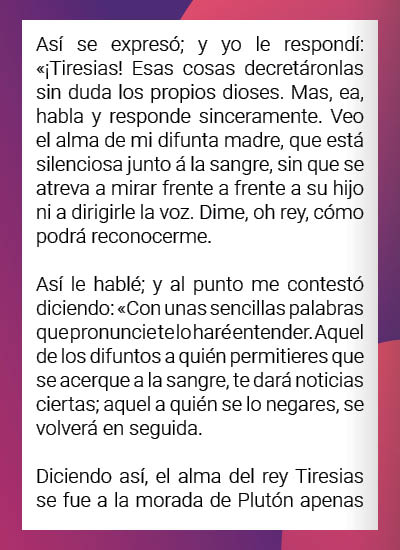 Así se expresó; y yo le respondí:
«¡Tiresias! Esas cosas decretáronlas
sin duda los propios dioses. Mas, ea,
habla y responde sinceramente. Veo
el alma de mi difunta madre, que está
silenciosa junto á la sangre, sin que se
atreva a mirar frente a frente a su hijo
ni a dirigirle la voz. Dime, oh rey, cómo
podrá reconocerme.
Así le hablé; y al punto me contestó
diciendo: «Con unas sencillas palabras
que pronuncie te lo haré entender. Aquel
de los difuntos a quién permitieres que
se acerque a la sangre, te dará noticias
ciertas; aquel a quién se lo negares, se
volverá en seguida.
Diciendo así, el alma del rey Tiresias
se fue a la morada de Plutón apenas